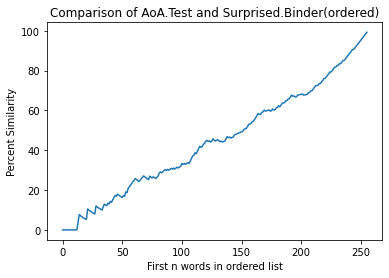 Comparison of AoA.Test and Surprised.Binder(ordered)
100
80
60
40
20
0
Percent Similarity
0 50 100 150 200 250
First n words in ordered list